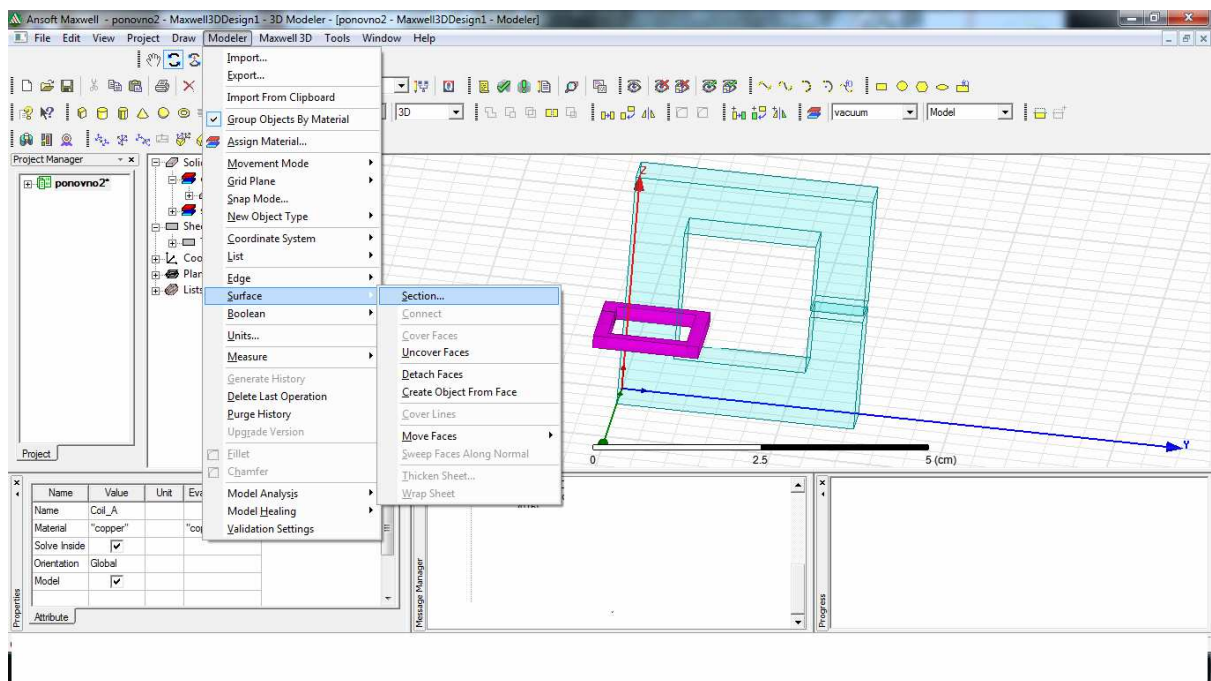 Ansoft Maxwell - ponovno2 - Maxwell3DDesign1 - 3D Modeler - [ponovno2 - Maxwell3DDesign1 - Modeler]
File Edit View Project Draw Modeler Maxwell 3D Tools Window Help
Import...
Export...
Import From Clipboard
Group Objects By Material
Assign Material...
Movement Mode
Grid Plane
Snap Mode...
New Object Type
Coordinate System
List
Edge
Surface
Boolean
Units...
Measure
Generate History
Delete Last Operation
Purge History
Upgrade Version
Fillet
Chamfer
Model Analysis
Model Healing
Validation Settings
Section...
Connect
Cover Faces
Uncover Faces
Detach Faces
Create Object From Face
Cover Lines
Move Faces
Sweep Faces Along Normal
Thicken Sheet...
Wrap Sheet
3D
vacuum
Model
Project Manager
ponovno2*
Project
Soli
She
Coo
Plan
Lists
Z
Y
0 2.5 5 (cm)
Name Value Unit Eva
Name Coil_A
Material "copper" "cop
Solve Inside
Orientation Global
Model
Attribute
Properties
Message Manager
Progress